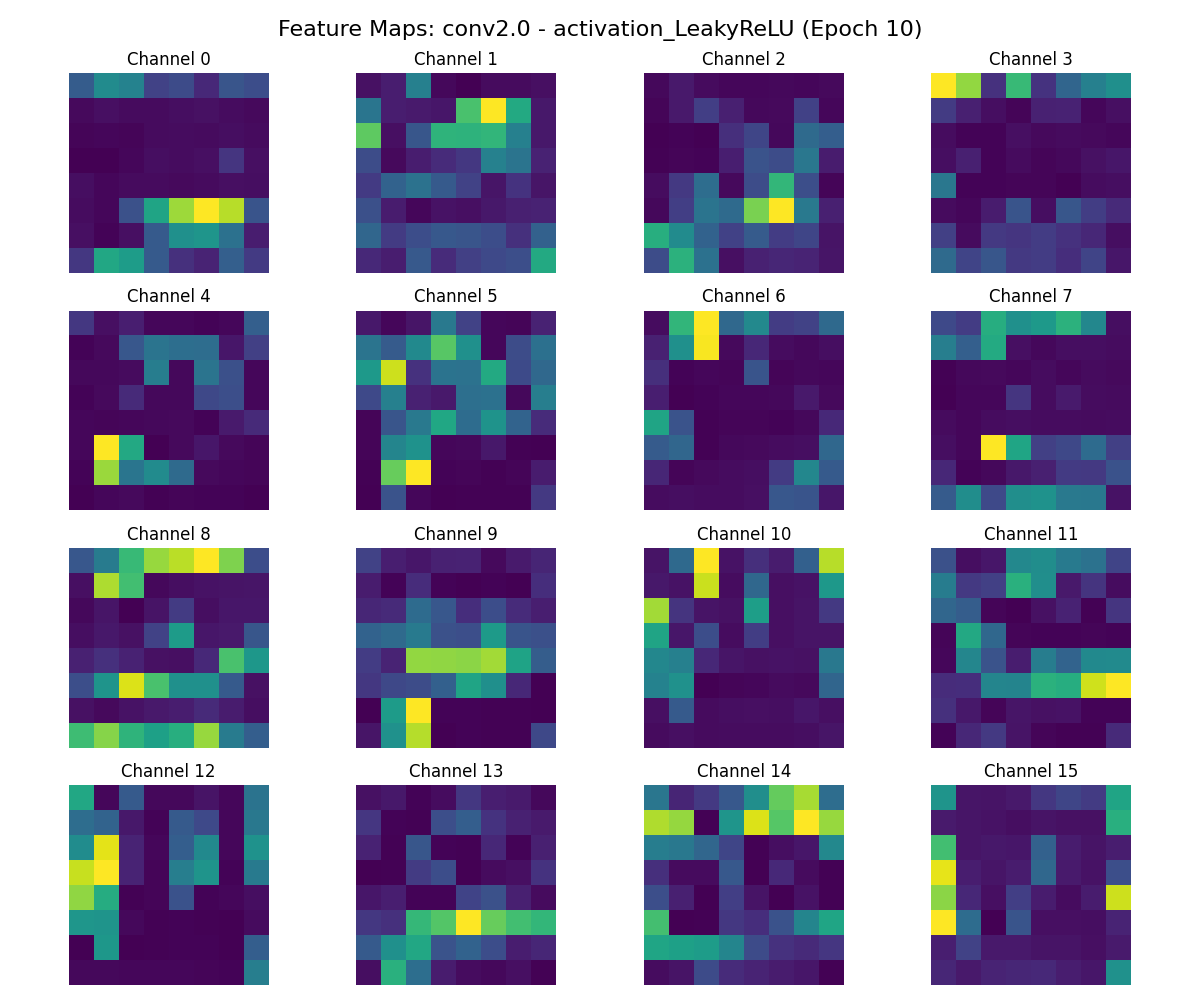 Feature Maps: conv2.0 - activation_LeakyReLU (Epoch 10)
Channel 0 Channel 1 Channel 2 Channel 3
Channel 4 Channel 5 Channel 6 Channel 7
Channel 8 Channel 9 Channel 10 Channel 11
Channel 12 Channel 13 Channel 14 Channel 15